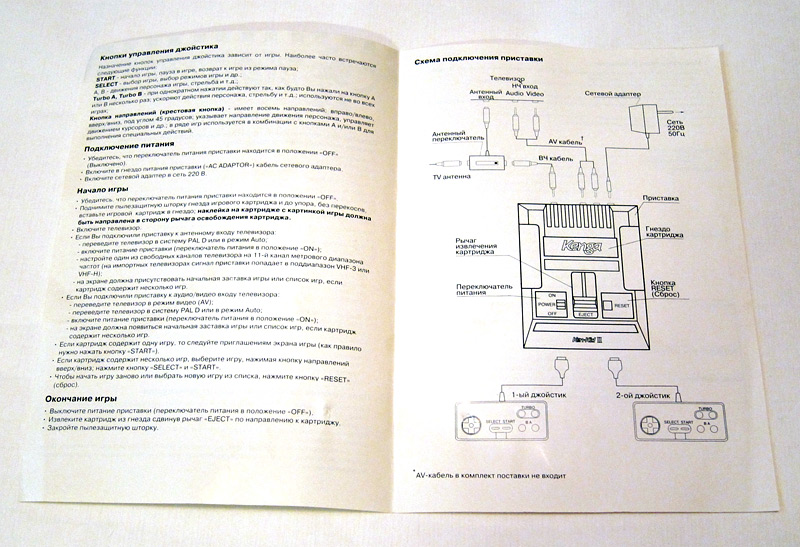 Кнопки управления джойстика
Назначение кнопок управления джойстика зависит от игры. Наиболее часто встречаются
следующие функции:
START - начало игры, пауза в игре, возврат к игре из режима пауза;
SELECT - выбор игры, выбор режимов игры и др.;
A, B - движения персонажа игры, стрельба и т.д.;
Turbo A, Turbo B - при однократном нажатии действуют так, как будто Вы нажали на кнопку А
или В несколько раз; ускоряют действия персонажа, стрельбу и т.д.; используются не во всех
играх;
Кнопка направлений (крестовая кнопка) - имеет восемь направлений; вправо/влево,
вверх/вниз, под углом 45 градусов; указывает направление движения персонажа, управляет
движением курсоров и др.; в ряде игр используется в комбинации с кнопками А и/или В для
выполнения специальных действий.
Подключение питания
· Убедитесь, что переключатель питания приставки находится в положении «OFF»
(Выключено).
· Включите в гнездо питания приставки («AC ADAPTOR») кабель сетевого адаптера.
· Включите сетевой адаптер в сеть 220 В.
Начало игры
· Убедитесь, что переключатель питания приставки находится в положении «OFF».
· Поднимите пылезащитную шторку гнезда игрового картриджа и до упора, без перекосов,
вставьте игровой картридж в гнездо; наклейка на картридже с картинкой игры должна
быть направлена в сторону рычага освобождения картриджа.
· Включите телевизор.
· Если Вы подключили приставку к антенному входу телевизора:
- переведите телевизор в систему PAL D или в режим Auto;
- включите питание приставки (переключатель питания в положение «ON»);
- настройте один из свободных каналов телевизора на 11-й канал метрового диапазона
частот (на импортных телевизорах сигнал приставки попадает в поддиапазон VHF-3 или
VHF-H);
- на экране должна присутствовать начальная заставка игры или список игр, если
картридж содержит несколько игр.
· Если Вы подключили приставку к аудио/видео входу телевизора:
- переведите телевизор в режим видео (AV);
- переведите телевизор в систему PAL D или в режим Auto;
- включите питание приставки (переключатель питания в положение «ON»);
- на экране должна появиться начальная заставка игры или список игр, если картридж
содержит несколько игр.
· Если картридж содержит одну игру, то следуйте приглашениям экрана игры (как правило
нужно нажать кнопку «START»).
· Если картридж содержит несколько игр, выберите игру, нажимая кнопку направлений
вверх/вниз; нажмите кнопку «SELECT» и «START».
· Чтобы начать игру заново или выбрать новую игру из списка, нажмите кнопку «RESET»
(сброс).
Окончание игры
· Выключите питание приставки (переключатель питания в положение «OFF»).
· Извлеките картридж из гнезда сдвинув рычаг «EJECT» по направлению к картриджу.
· Закройте пылезащитную шторку.
Схема подключения приставки
Телевизор
НЧ вход
Антенный вход
Audio Video
Сетевой адаптер
Сеть
220В
50Гц
Антенный
переключатель
AV кабель
ВЧ кабель
TV антенна
Приставка
Kenga
Гнездо
картриджа
Рычаг
извлечения
картриджа
Переключатель
питания
Кнопка
RESET
(Сброс)
ON
POWER
OFF
EJECT
RESET
1-ый джойстик
2-ой джойстик
TURBO
SELECT START
B A
TURBO
SELECT START
B A
*AV-кабель в комплект поставки не входит